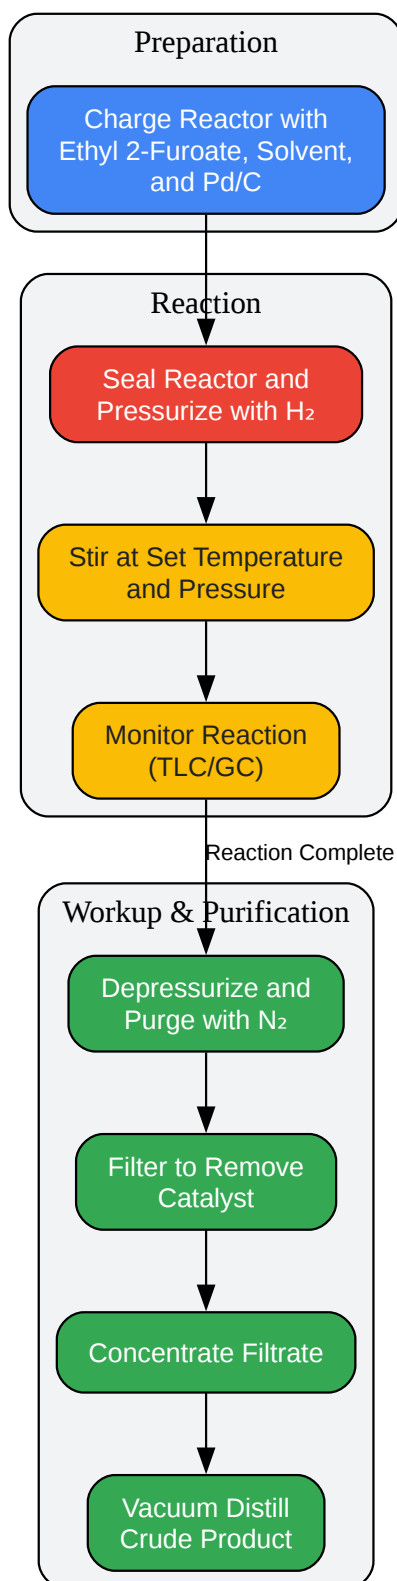 Preparation
Charge Reactor with
Ethyl 2-Furoate, Solvent,
and Pd/C
Reaction
Seal Reactor and
Pressurize with H₂
Stir at Set Temperature
and Pressure
Monitor Reaction
(TLC/GC)
Reaction Complete
Workup & Purification
Depressurize and
Purge with N₂
Filter to Remove
Catalyst
Concentrate Filtrate
Vacuum Distill
Crude Product